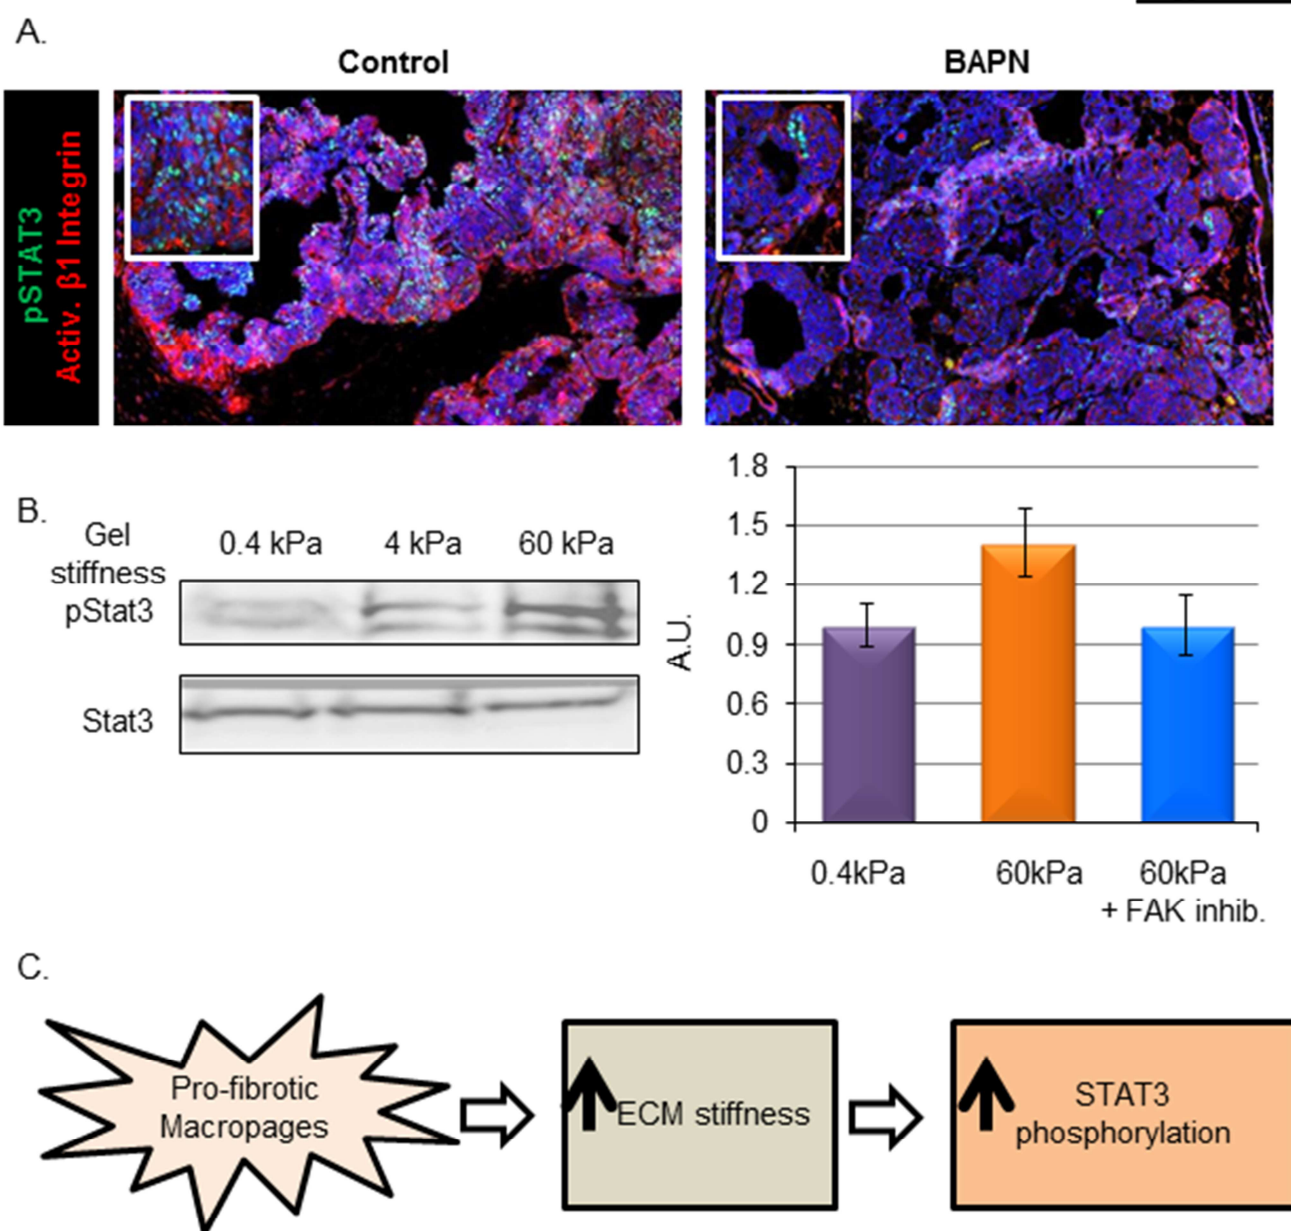 A.
Control
BAPN
pSTAT3
Activ. β1 Integrin
B.
Gel
stiffness
0.4 kPa
4 kPa
60 kPa
pStat3
Stat3
A.U.
1.8
1.5
1.2
0.9
0.6
0.3
0
0.4kPa
60kPa
60kPa
+ FAK inhib.
C.
Pro-fibrotic
Macropages
ECM stiffness
STAT3
phosphorylation